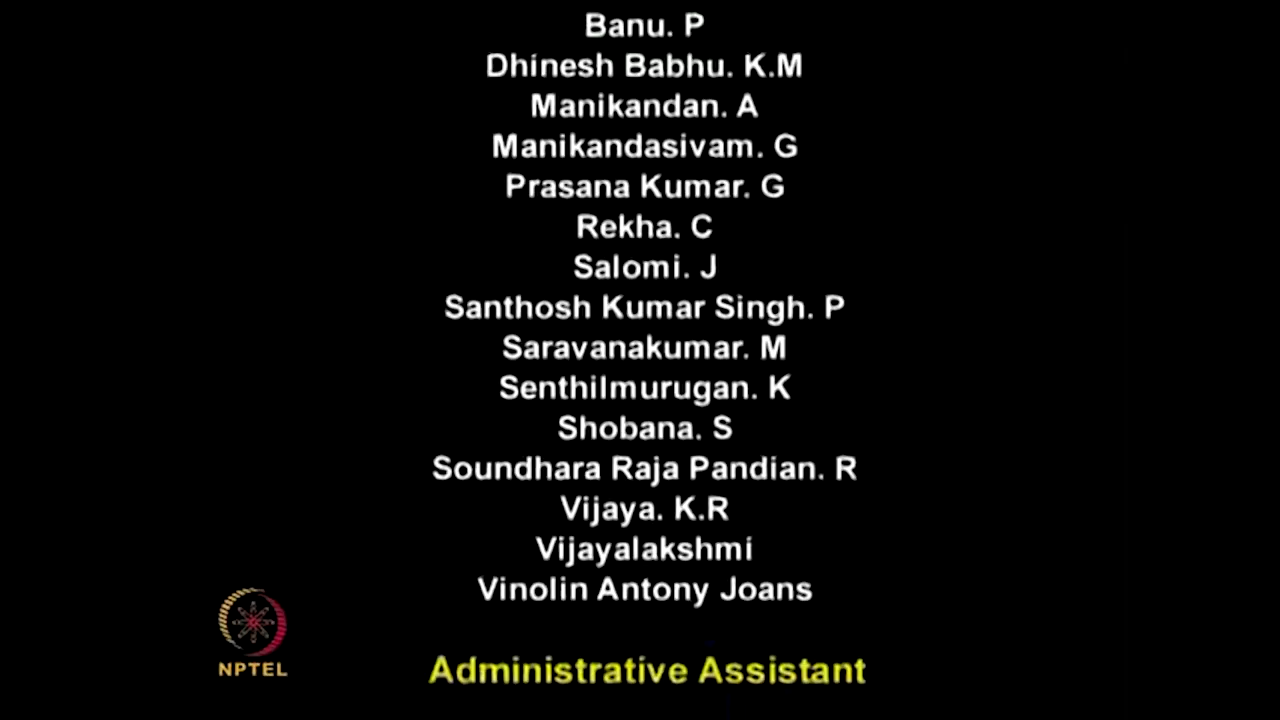 Banu. P
Dhinesh Babhu. K.M
Manikandan. A
Manikandasivam. G
Prasana Kumar. G
Rekha. C
Salomi. J
Santhosh Kumar Singh. P
Saravanakumar. M
Senthilmurugan. K
Shobana. S
Soundhara Raja Pandian. R
Vijaya. K.R
Vijayalakshmi
Vinolin Antony Joans
NPTEL
Administrative Assistant